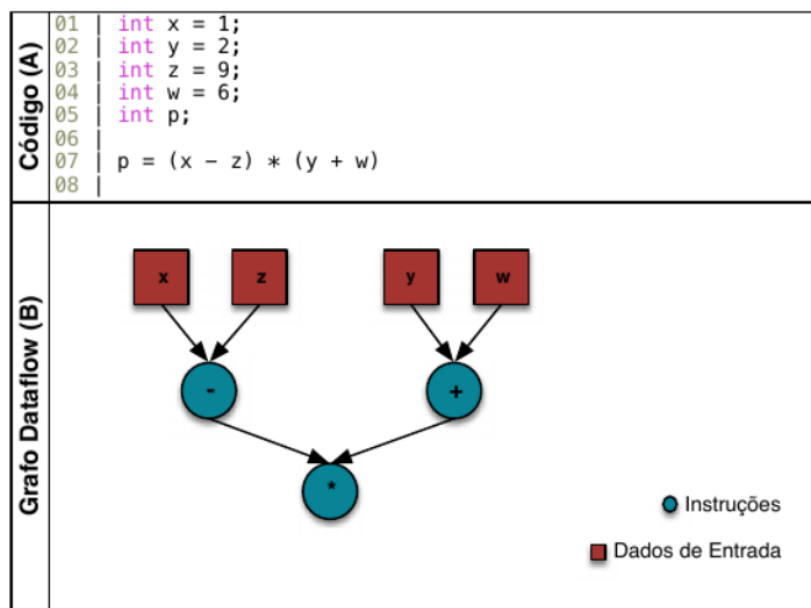 Código (A)
01 | int x = 1;
02 | int y = 2;
03 | int z = 9;
04 | int w = 6;
05 | int p;
06 |
07 | p = (x − z) * (y + w)
08 |
Grafo Dataflow (B)
x z y w
- +
*
Instruções
Dados de Entrada